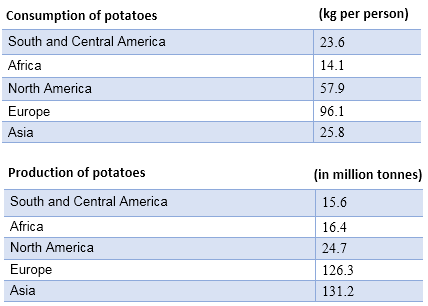 Consumption of potatoes (kg per person)
South and Central America 23.6
Africa 14.1
North America 57.9
Europe 96.1
Asia 25.8
Production of potatoes (in million tonnes)
South and Central America 15.6
Africa 16.4
North America 24.7
Europe 126.3
Asia 131.2